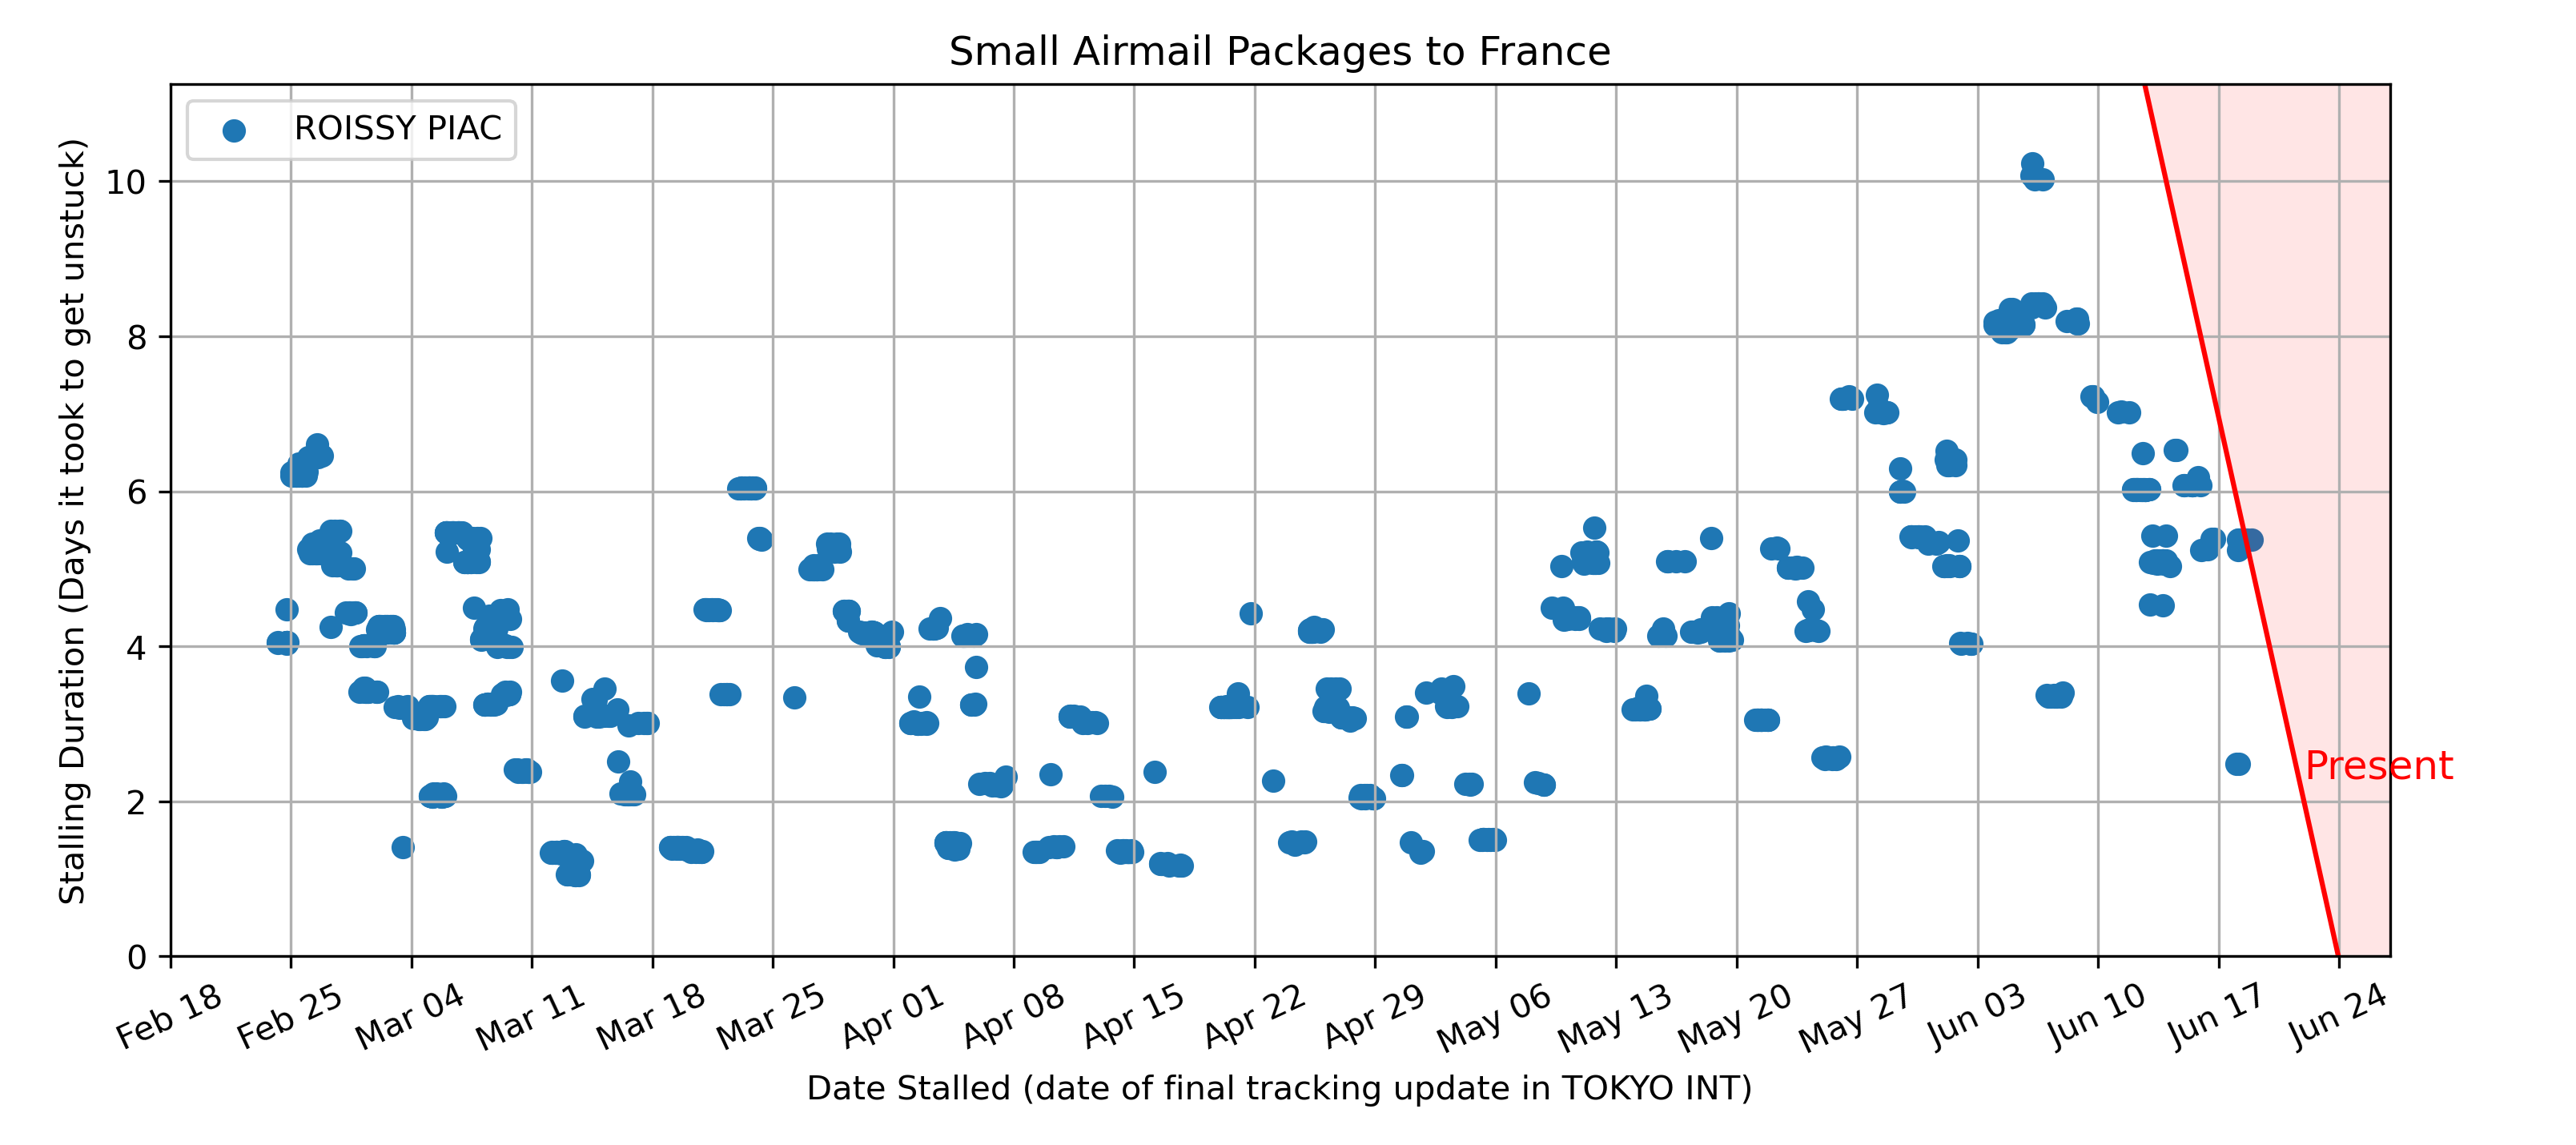 Small Airmail Packages to France
ROISSY PIAC
Stalling Duration (Days it took to get unstuck)
10
8
6
4
2
0
Present
Feb 18
Feb 25
Mar 04
Mar 11
Mar 18
Mar 25
Apr 01
Apr 08
Apr 15
Apr 22
Apr 29
May 06
May 13
May 20
May 27
Jun 03
Jun 10
Jun 17
Jun 24
Date Stalled (date of final tracking update in TOKYO INT)